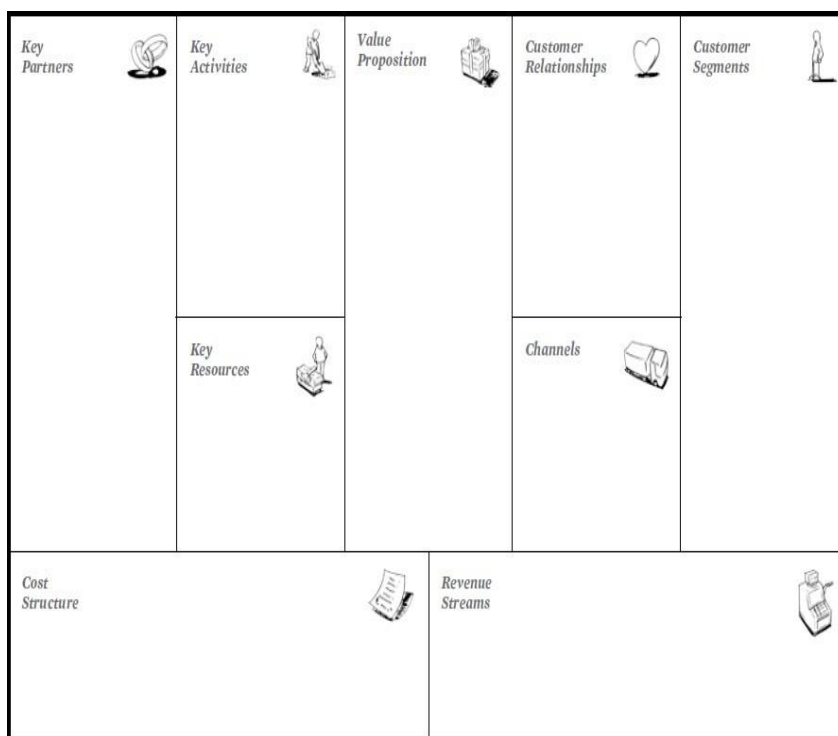 Key
Partners
Key
Activities
Value
Proposition
Customer
Relationships
Customer
Segments
Key
Resources
Channels
Cost
Structure
Revenue
Streams